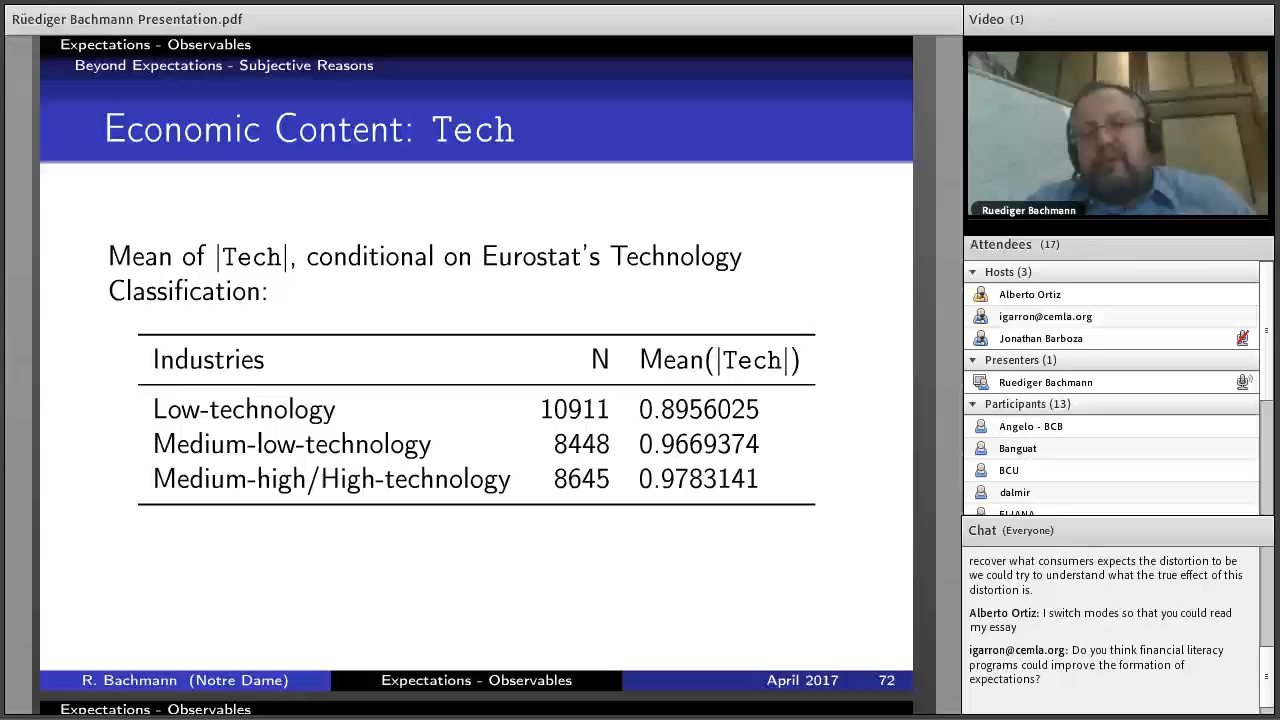 Rüediger Bachmann Presentation.pdf
Expectations - Observables
Beyond Expectations - Subjective Reasons
Economic Content: Tech
Mean of |Tech|, conditional on Eurostat's Technology
Classification:
Industries N Mean(|Tech|)
Low-technology 10911 0.8956025
Medium-low-technology 8448 0.9669374
Medium-high/High-technology 8645 0.9783141
R. Bachmann (Notre Dame) Expectations - Observables April 2017 72
Expectations - Observables
Video (1)
Ruediger Bachmann
Attendees (17)
Hosts (3)
Alberto Ortiz
igarron@cemla.org
Jonathan Barboza
Presenters (1)
Ruediger Bachmann
Participants (13)
Angelo - BCB
Banguat
BCU
dalmir
Chat (Everyone)
recover what consumers expects the distortion to be
we could try to understand what the true effect of this
distortion is.
Alberto Ortiz: I switch modes so that you could read
my essay
igarron@cemla.org: Do you think financial literacy
programs could improve the formation of
expectations?